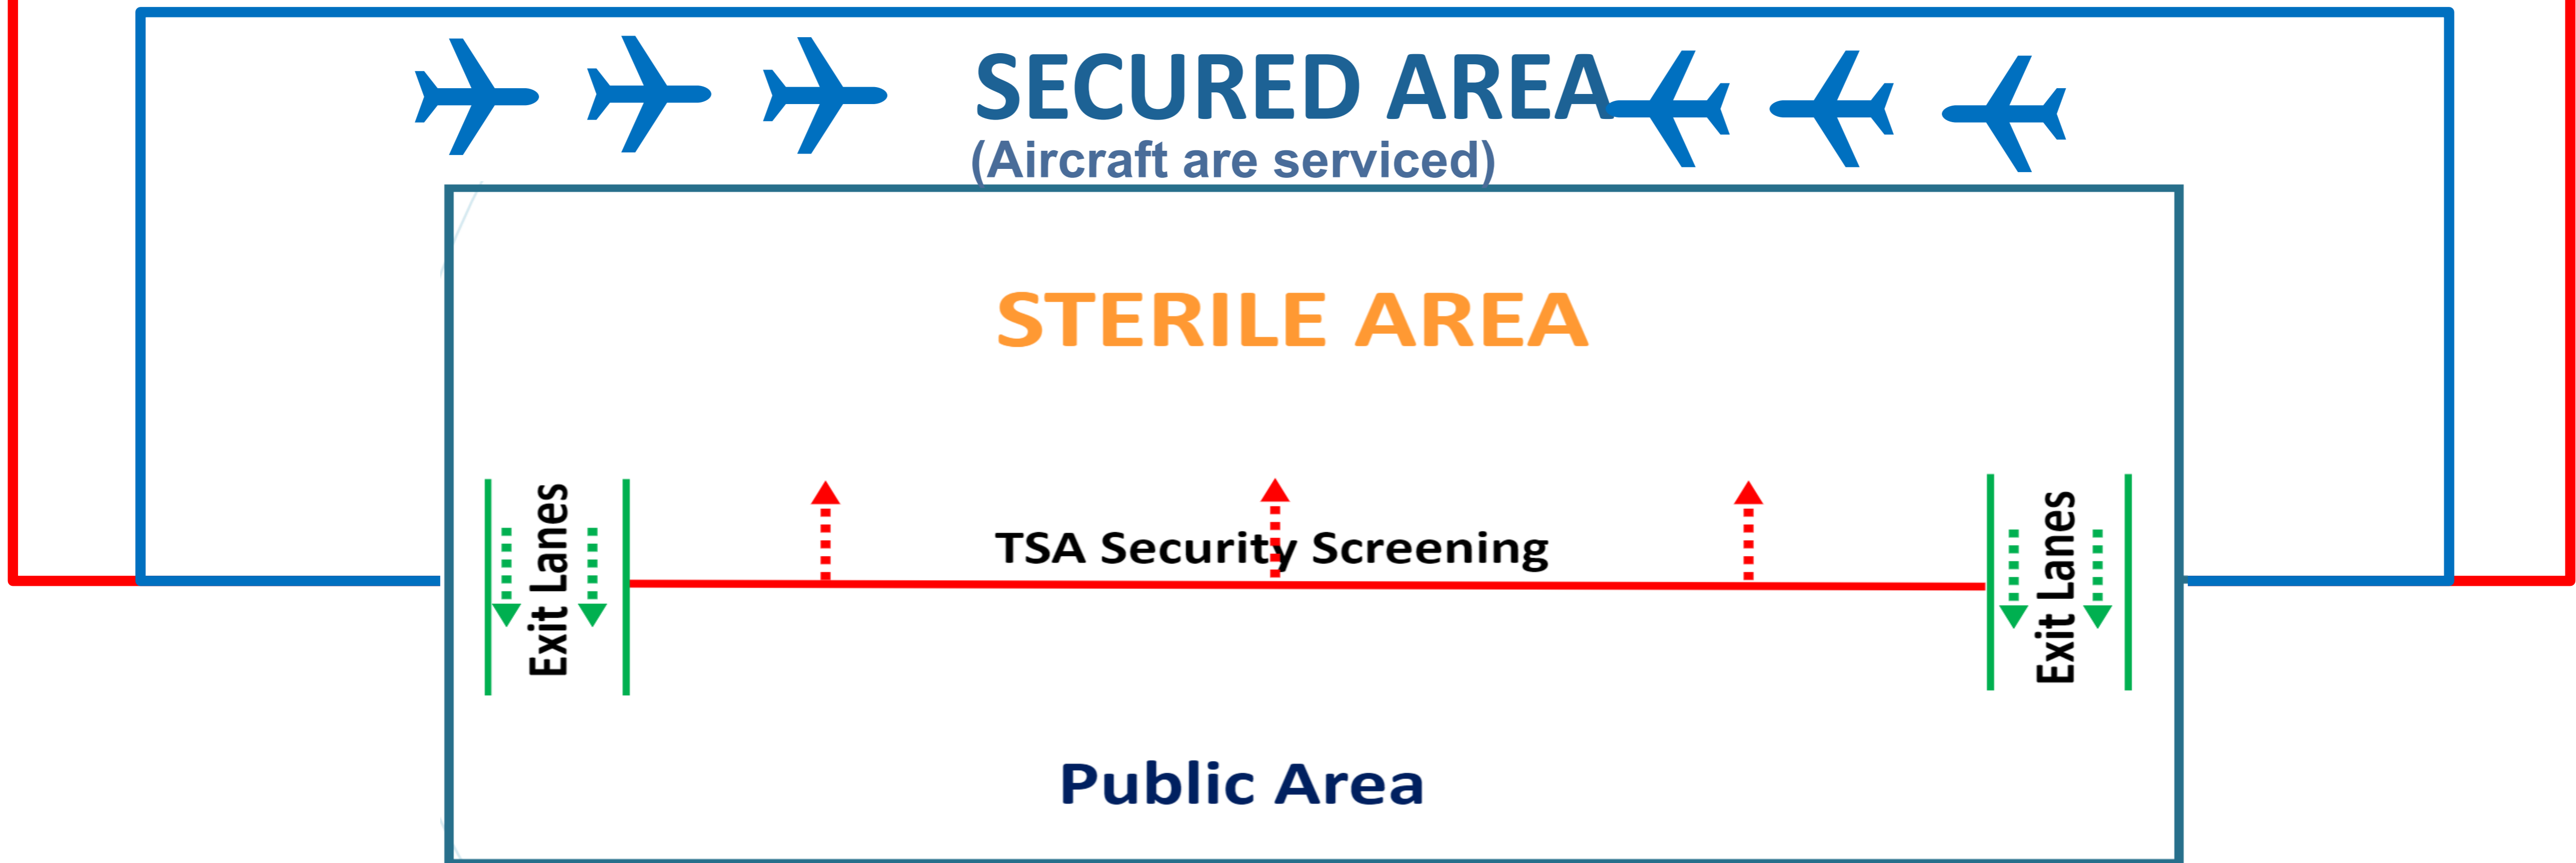 SECURED AREA
(Aircraft are serviced)
STERILE AREA
Exit Lanes
TSA Security Screening
Exit Lanes
Public Area